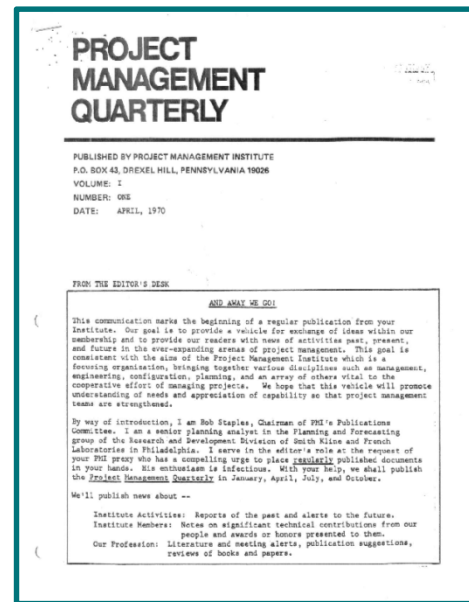 PROJECT
MANAGEMENT
QUARTERLY
PUBLISHED BY PROJECT MANAGEMENT INSTITUTE
P.O. BOX 43, DREXEL HILL, PENNSYLVANIA 19026
VOLUME: I
NUMBER: ONE
DATE: APRIL, 1970
FROM THE EDITOR'S DESK
AND AWAY WE GO!
This communication marks the beginning of a regular publication from your
Institute. Our goal is to provide a vehicle for exchange of ideas within our
membership and to provide our readers with news of activities past, present,
and future in the ever-expanding arenas of project management. This goal is
consistent with the aims of the Project Management Institute which is a
focusing organization, bringing together various disciplines such as management,
engineering, configuration, planning, and an array of others vital to the
cooperative effort of managing projects. We hope that this vehicle will promote
understanding of needs and appreciation of capability so that project management
teams are strengthened.
By way of introduction, I am Bob Staples, Chairman of PMI's Publications
Committee. I am a senior planning analyst in the Planning and Forecasting
group of the Research and Development Division of Smith Kline and French
Laboratories in Philadelphia. I serve in the editor's role at the request of
your PMI prexy who has a compelling urge to place regularly published documents
in your hands. His enthusiasm is infectious. With your help, we shall publish
the Project Management Quarterly in January, April, July, and October.
We'll publish news about --
Institute Activities: Reports of the past and alerts to the future.
Institute Members: Notes on significant technical contributions from our
people and awards or honors presented to them.
Our Profession: Literature and meeting alerts, publication suggestions,
reviews of books and papers.